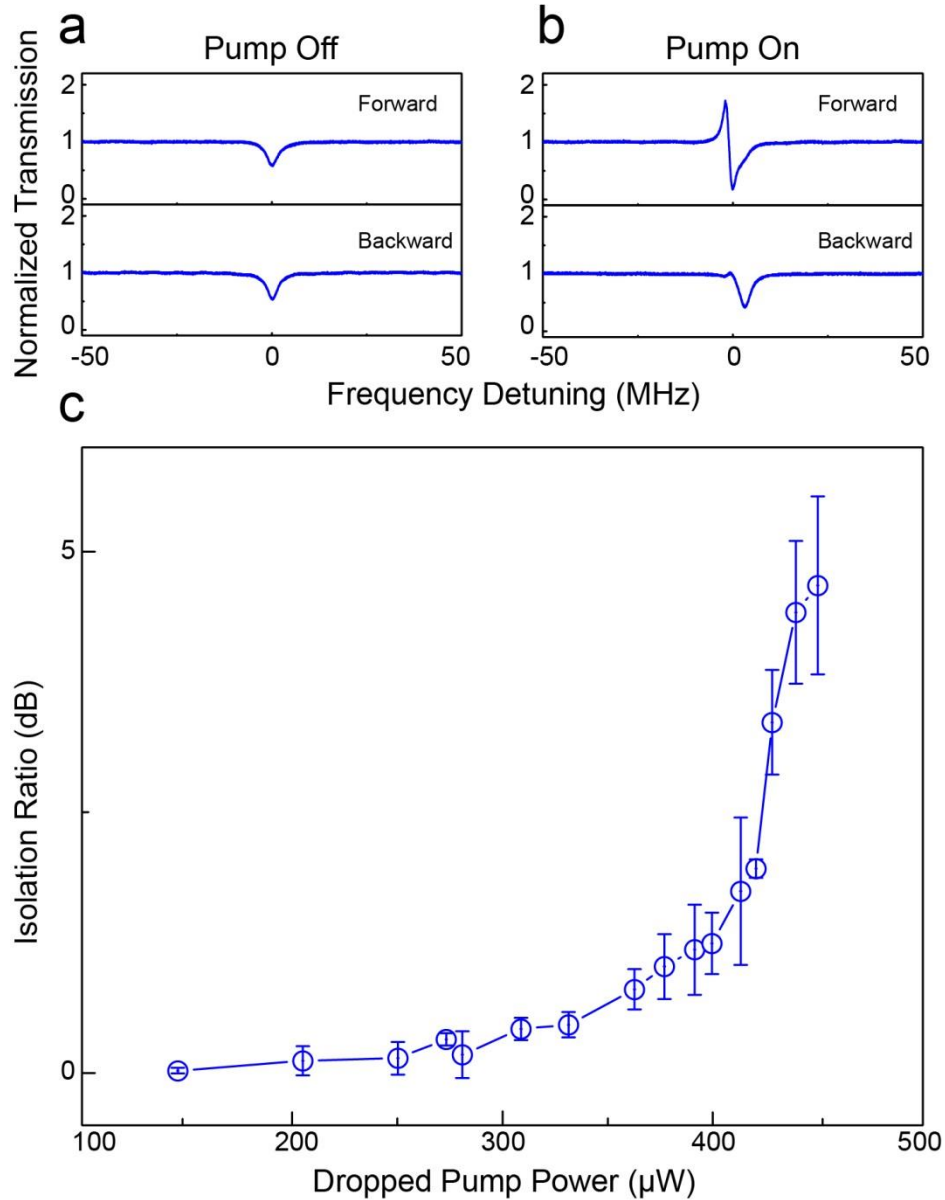 a
Pump Off
b
Pump On
Normalized Transmission
2
1
0
Forward
2
1
0
Backward
-50
0
50
2
1
0
Forward
2
1
0
Backward
-50
0
50
Frequency Detuning (MHz)
c
Isolation Ratio (dB)
5
0
100
200
300
400
500
Dropped Pump Power (µW)